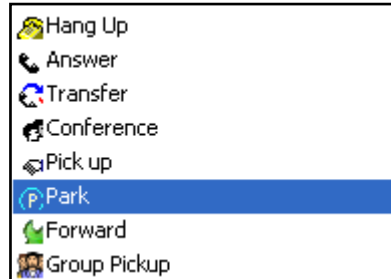 Hang Up
Answer
Transfer
Conference
Pick up
P Park
Forward
Group Pickup